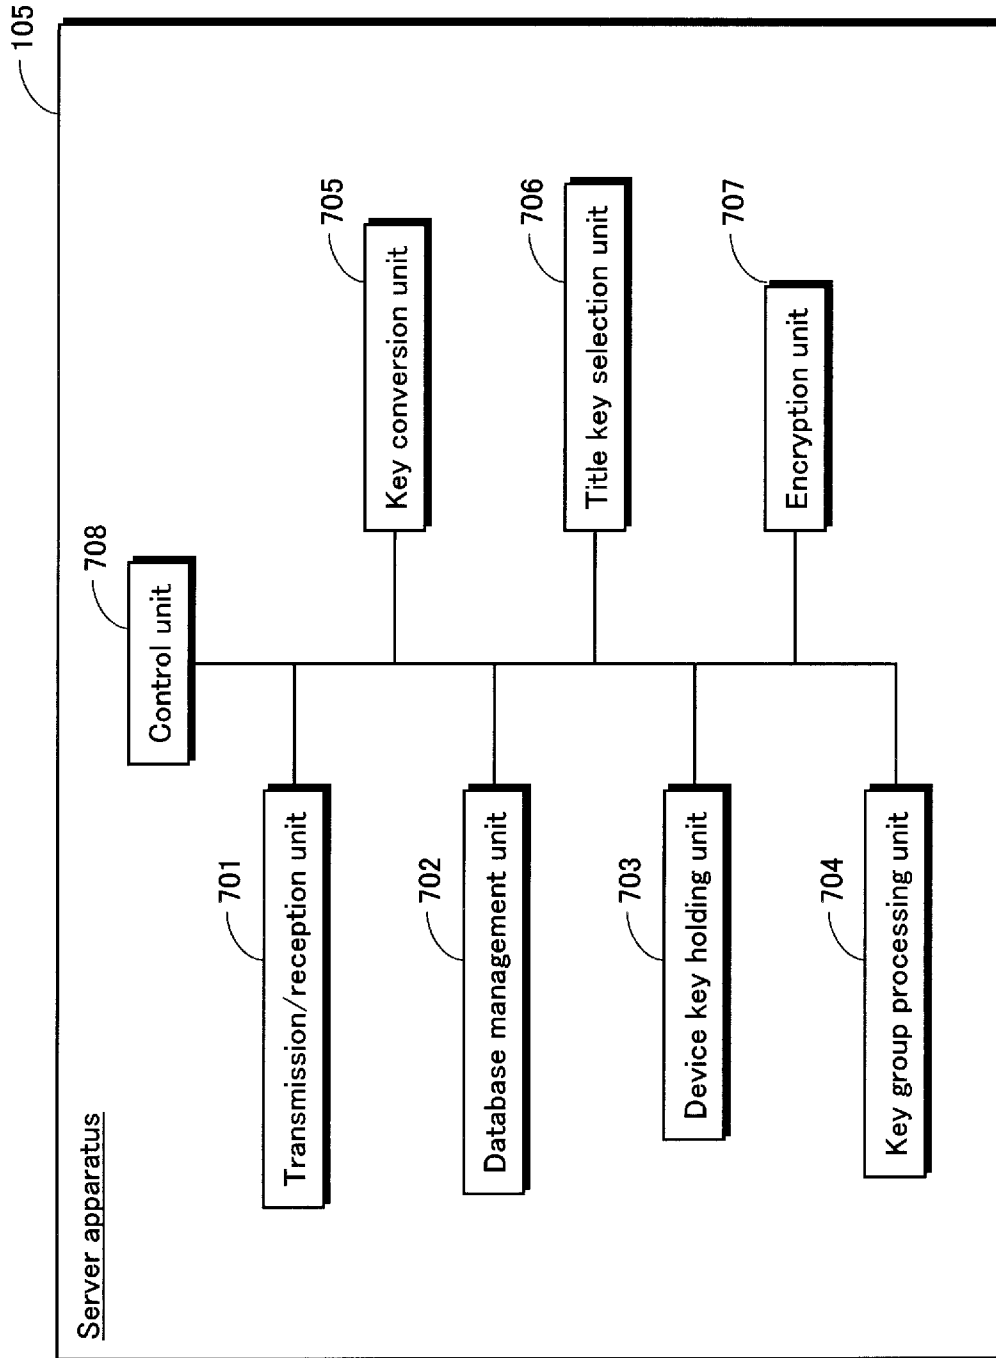 105
Server apparatus
708
Control unit
701
Transmission/reception unit
705
Key conversion unit
702
Database management unit
706
Title key selection unit
703
Device key holding unit
707
Encryption unit
704
Key group processing unit